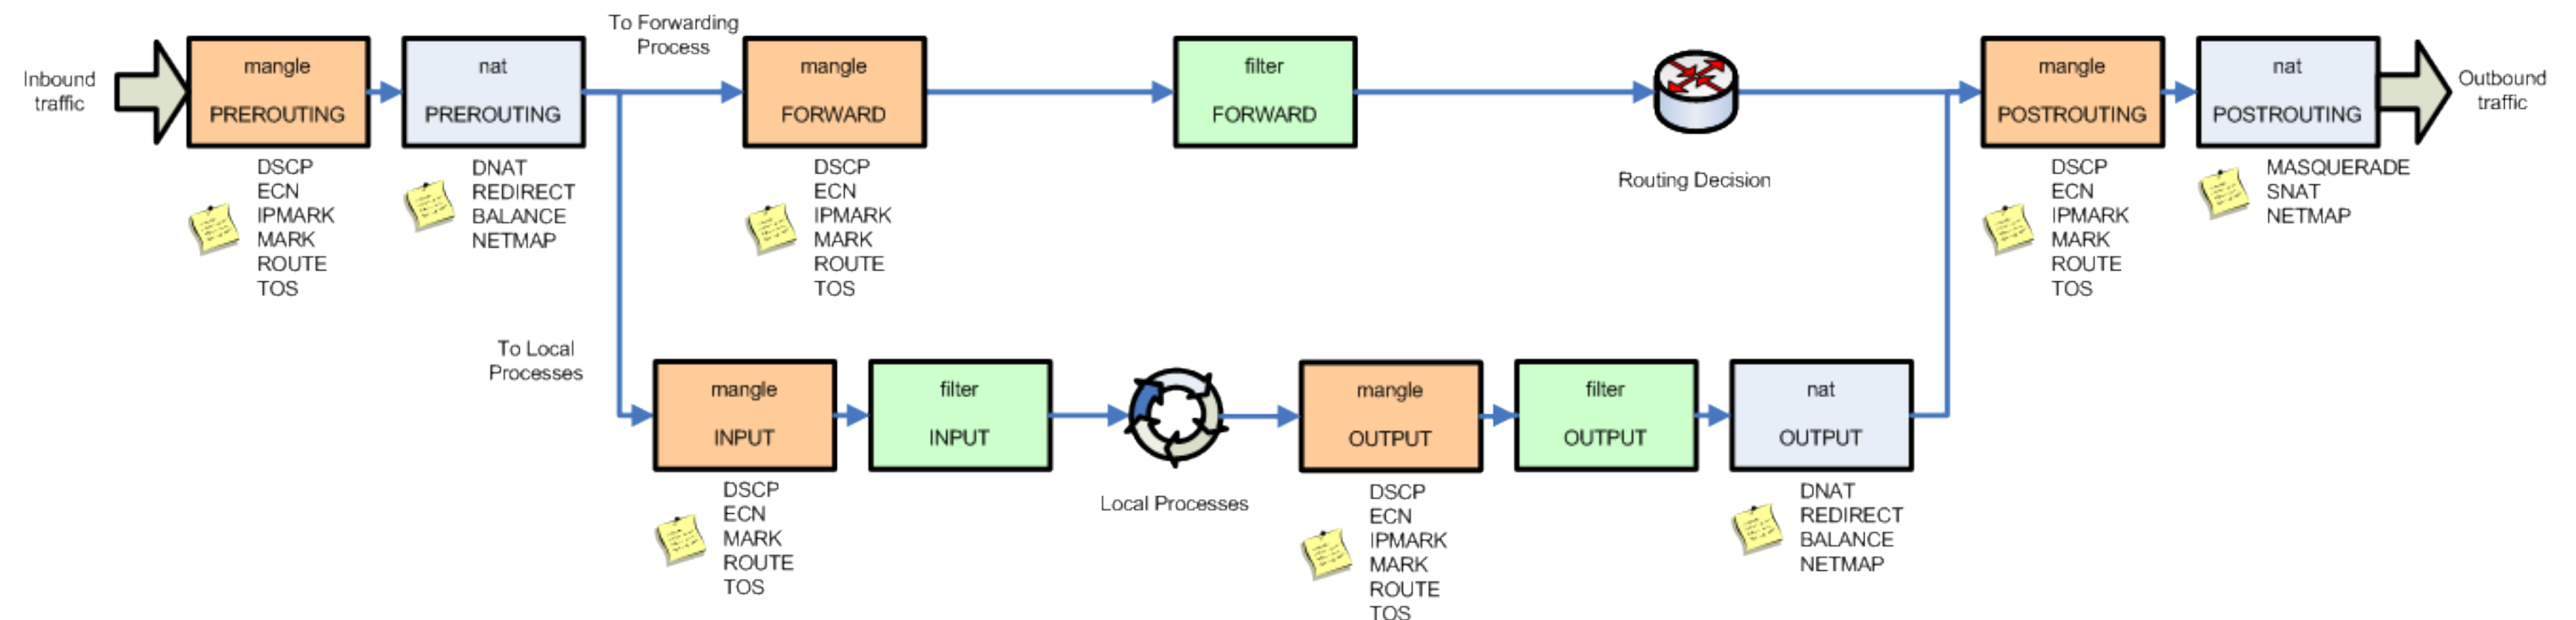 Inbound
traffic
mangle
PREROUTING
DSCP
ECN
IPMARK
MARK
ROUTE
TOS
nat
PREROUTING
DNAT
REDIRECT
BALANCE
NETMAP
To Forwarding
Process
mangle
FORWARD
DSCP
ECN
IPMARK
MARK
ROUTE
TOS
filter
FORWARD
Routing Decision
mangle
POSTROUTING
DSCP
ECN
IPMARK
MARK
ROUTE
TOS
nat
POSTROUTING
MASQUERADE
SNAT
NETMAP
Outbound
traffic
To Local
Processes
mangle
INPUT
DSCP
ECN
MARK
ROUTE
TOS
filter
INPUT
Local Processes
mangle
OUTPUT
DSCP
ECN
IPMARK
MARK
ROUTE
TOS
filter
OUTPUT
nat
OUTPUT
DNAT
REDIRECT
BALANCE
NETMAP